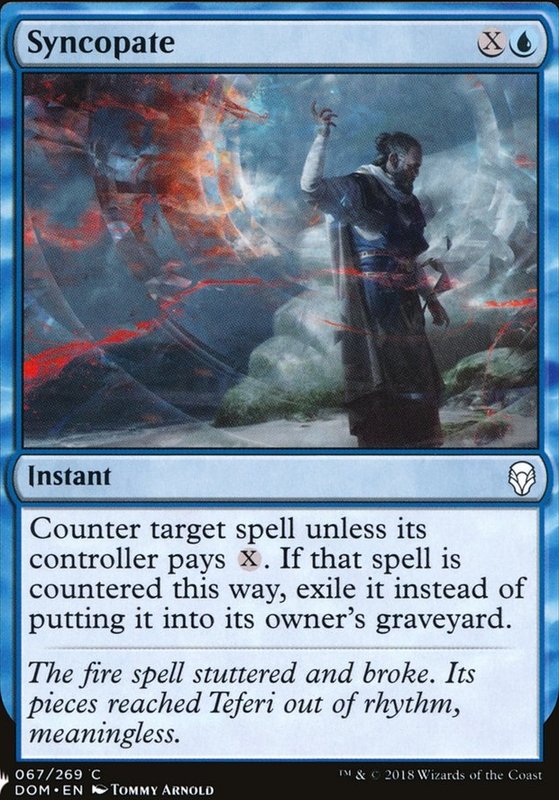 Syncopate
X
Instant
Counter target spell unless its
controller pays X. If that spell is
countered this way, exile it instead of
putting it into its owner's graveyard.
The fire spell stuttered and broke. Its
pieces reached Teferi out of rhythm,
meaningless.
067/269 C
DOM • EN Tommy Arnold
™ & © 2018 Wizards of the Coast